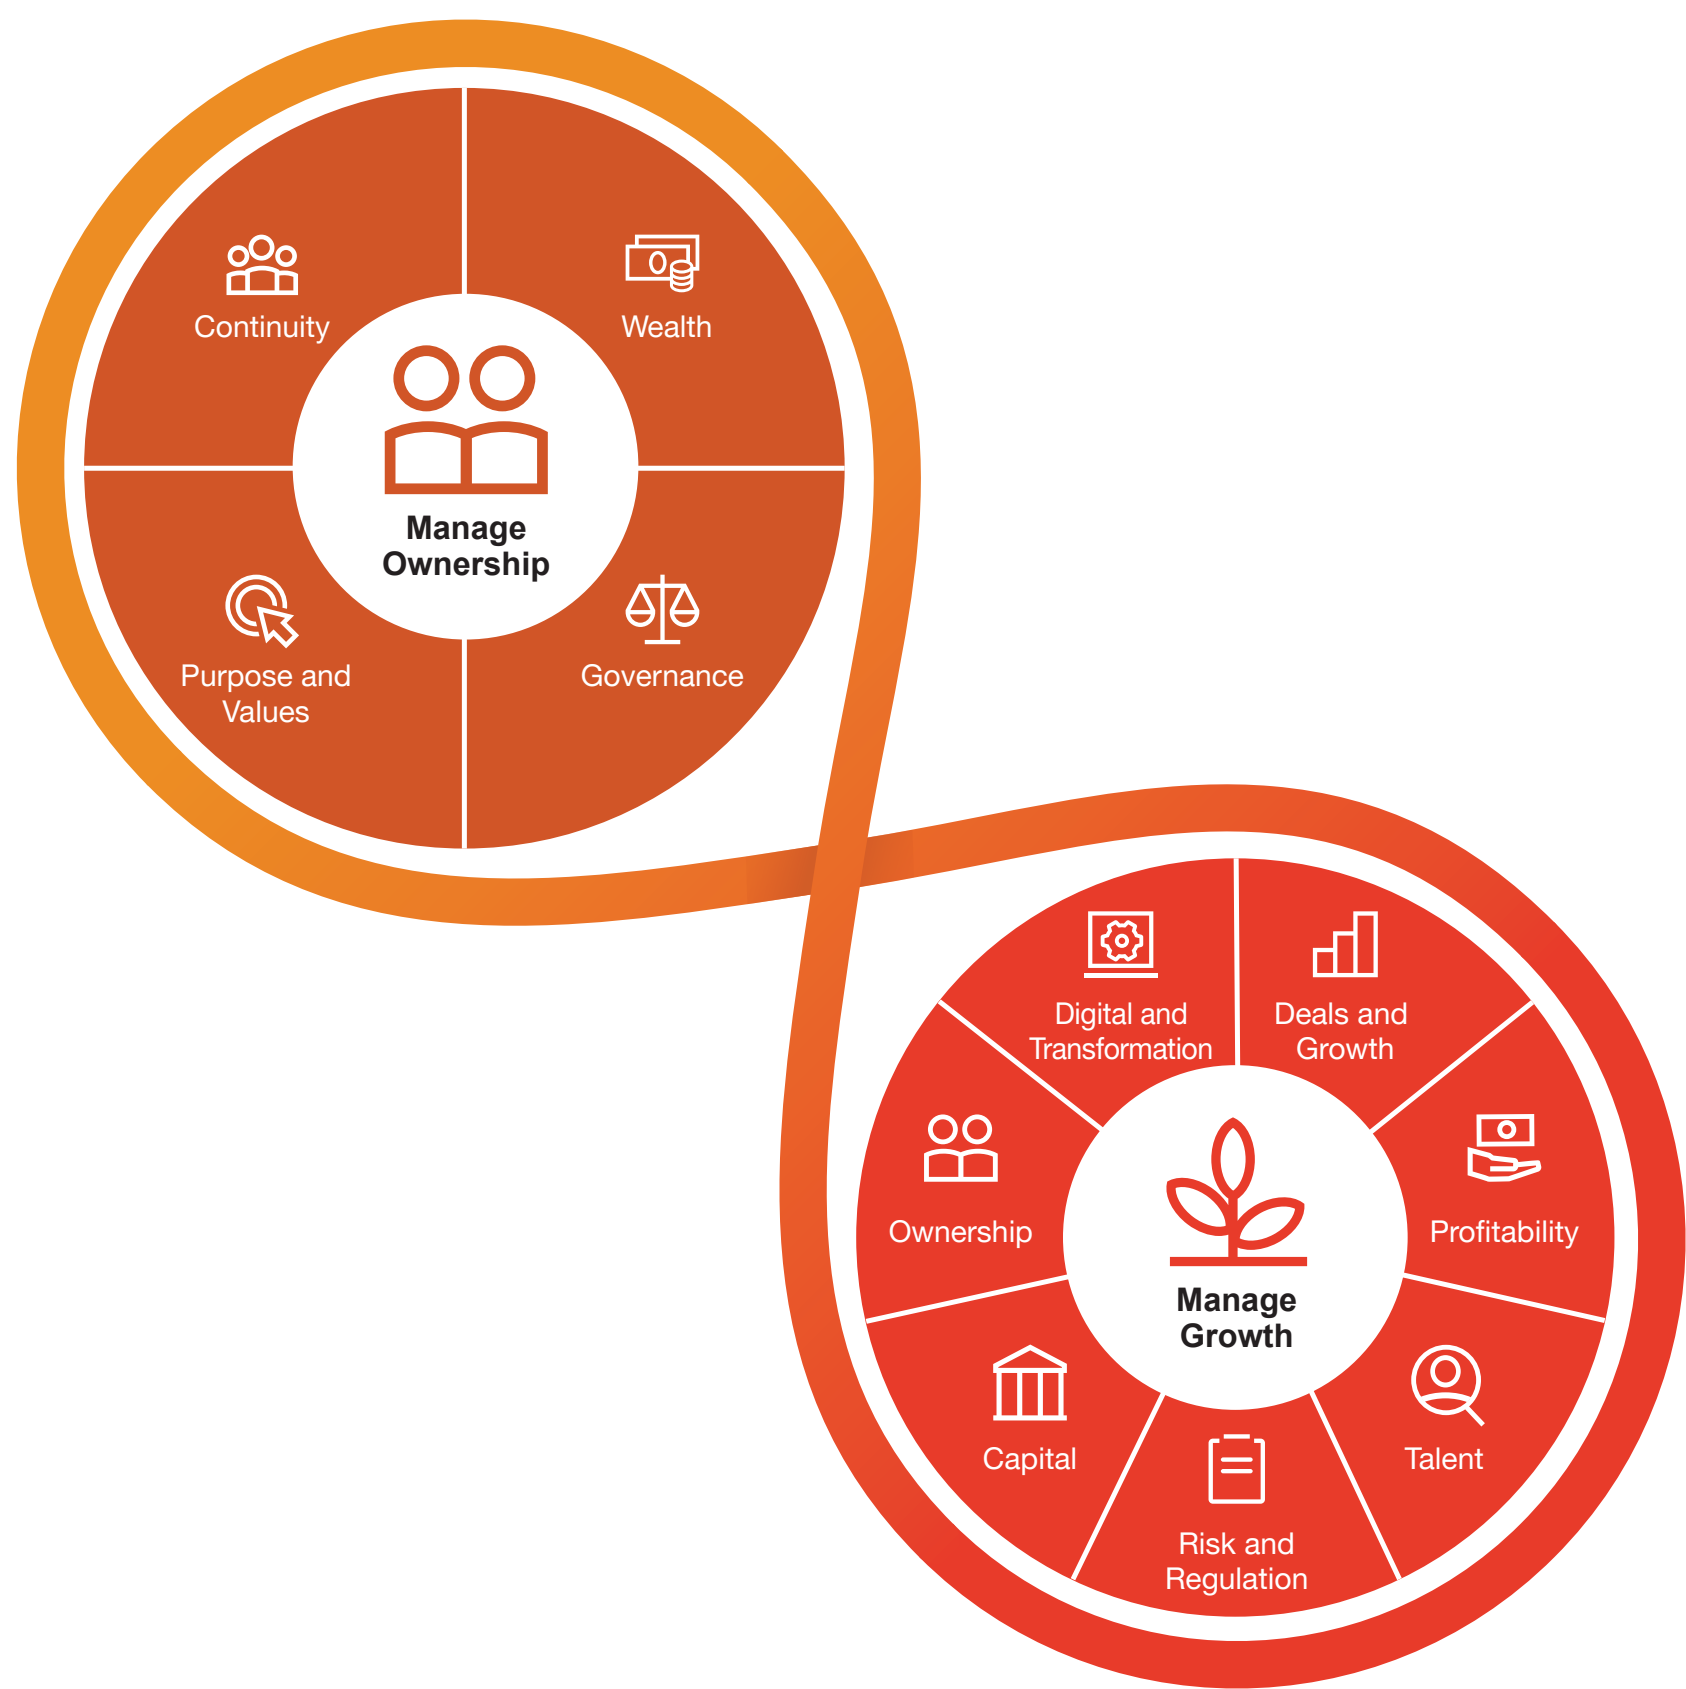 Continuity
Wealth
Manage
Ownership
Purpose and
Values
Governance
Digital and
Transformation
Deals and
Growth
Ownership
Profitability
Manage
Growth
Capital
Talent
Risk and
Regulation